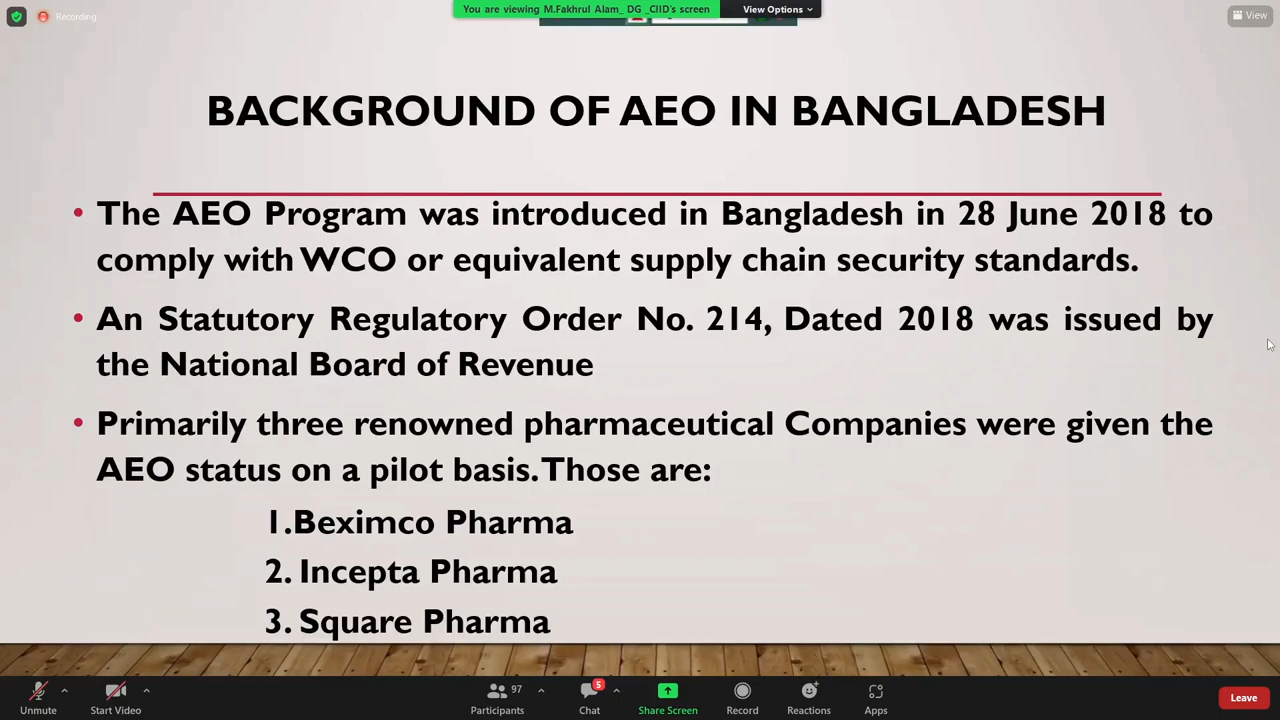 Recording
You are viewing M.Fakhrul Alam_ DG _CIID's screen
View Options
View
BACKGROUND OF AEO IN BANGLADESH
• The AEO Program was introduced in Bangladesh in 28 June 2018 to
comply with WCO or equivalent supply chain security standards.
• An Statutory Regulatory Order No. 214, Dated 2018 was issued by
the National Board of Revenue
• Primarily three renowned pharmaceutical Companies were given the
AEO status on a pilot basis. Those are:
1.Beximco Pharma
2. Incepta Pharma
3. Square Pharma
Unmute
Start Video
97
Participants
5
Chat
Share Screen
Record
Reactions
Apps
Leave